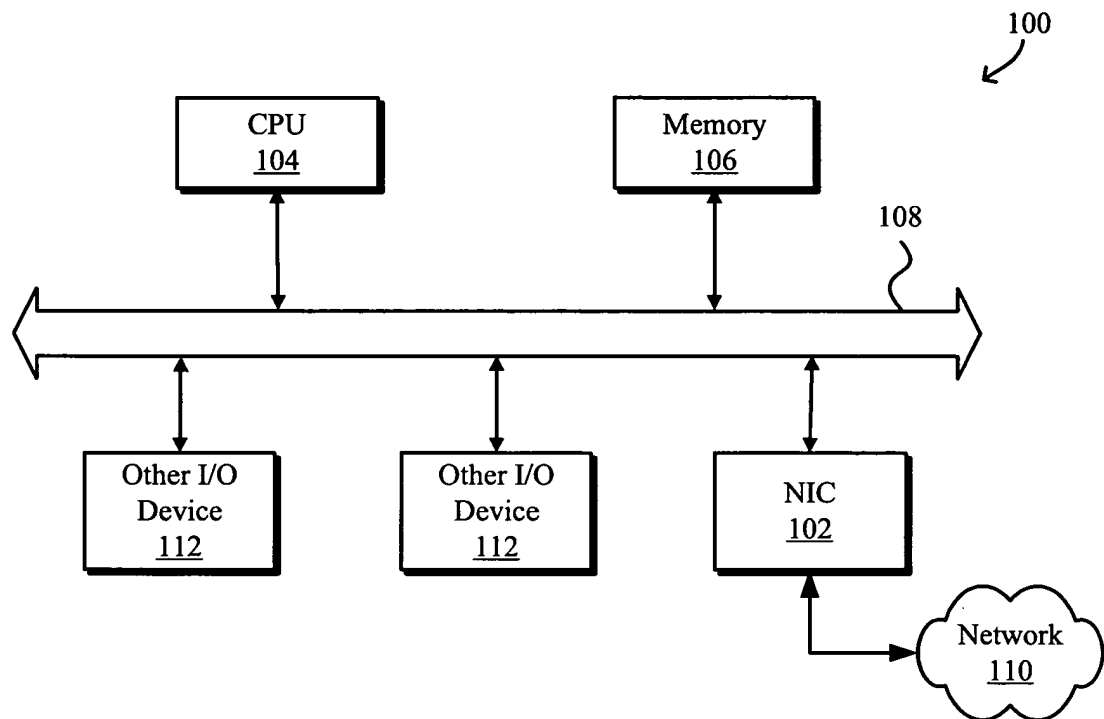 100
CPU
104
Memory
106
108
Other I/O
Device
112
Other I/O
Device
112
NIC
102
Network
110